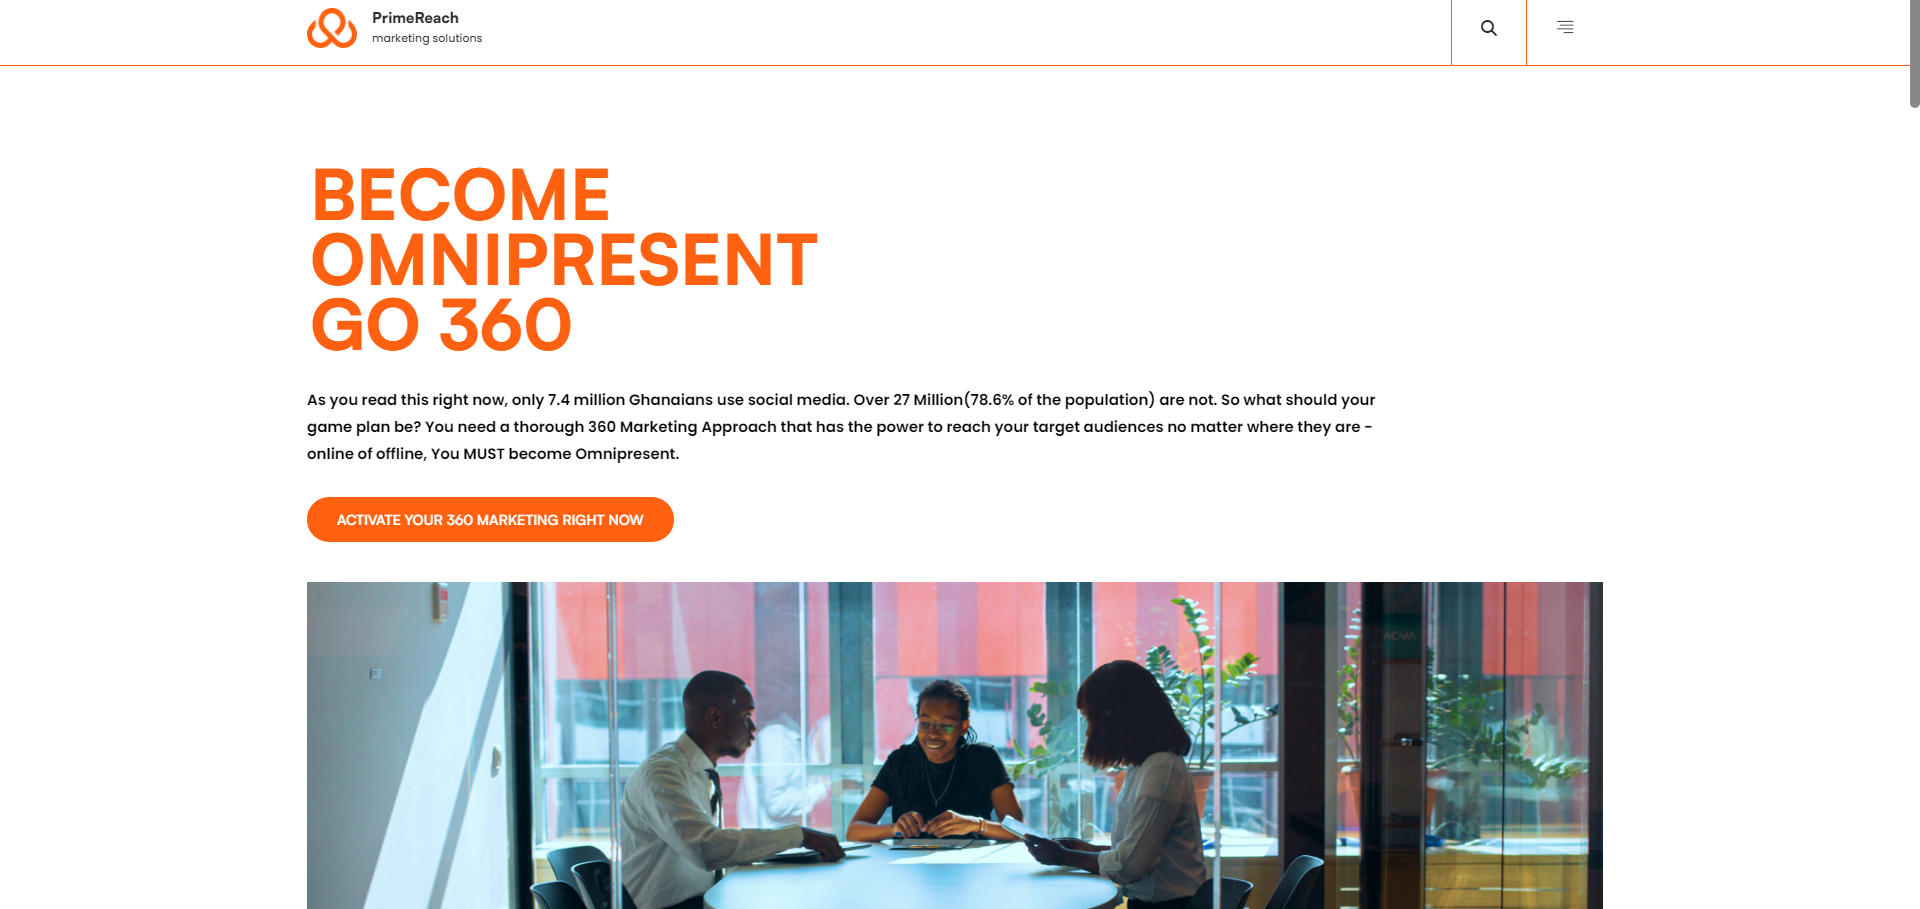 PrimeReach
marketing solutions
BECOME
OMNIPRESENT
GO 360
As you read this right now, only 7.4 million Ghanaians use social media. Over 27 Million(78.6% of the population) are not. So what should your
game plan be? You need a thorough 360 Marketing Approach that has the power to reach your target audiences no matter where they are -
online of offline, You MUST become Omnipresent.
ACTIVATE YOUR 360 MARKETING RIGHT NOW